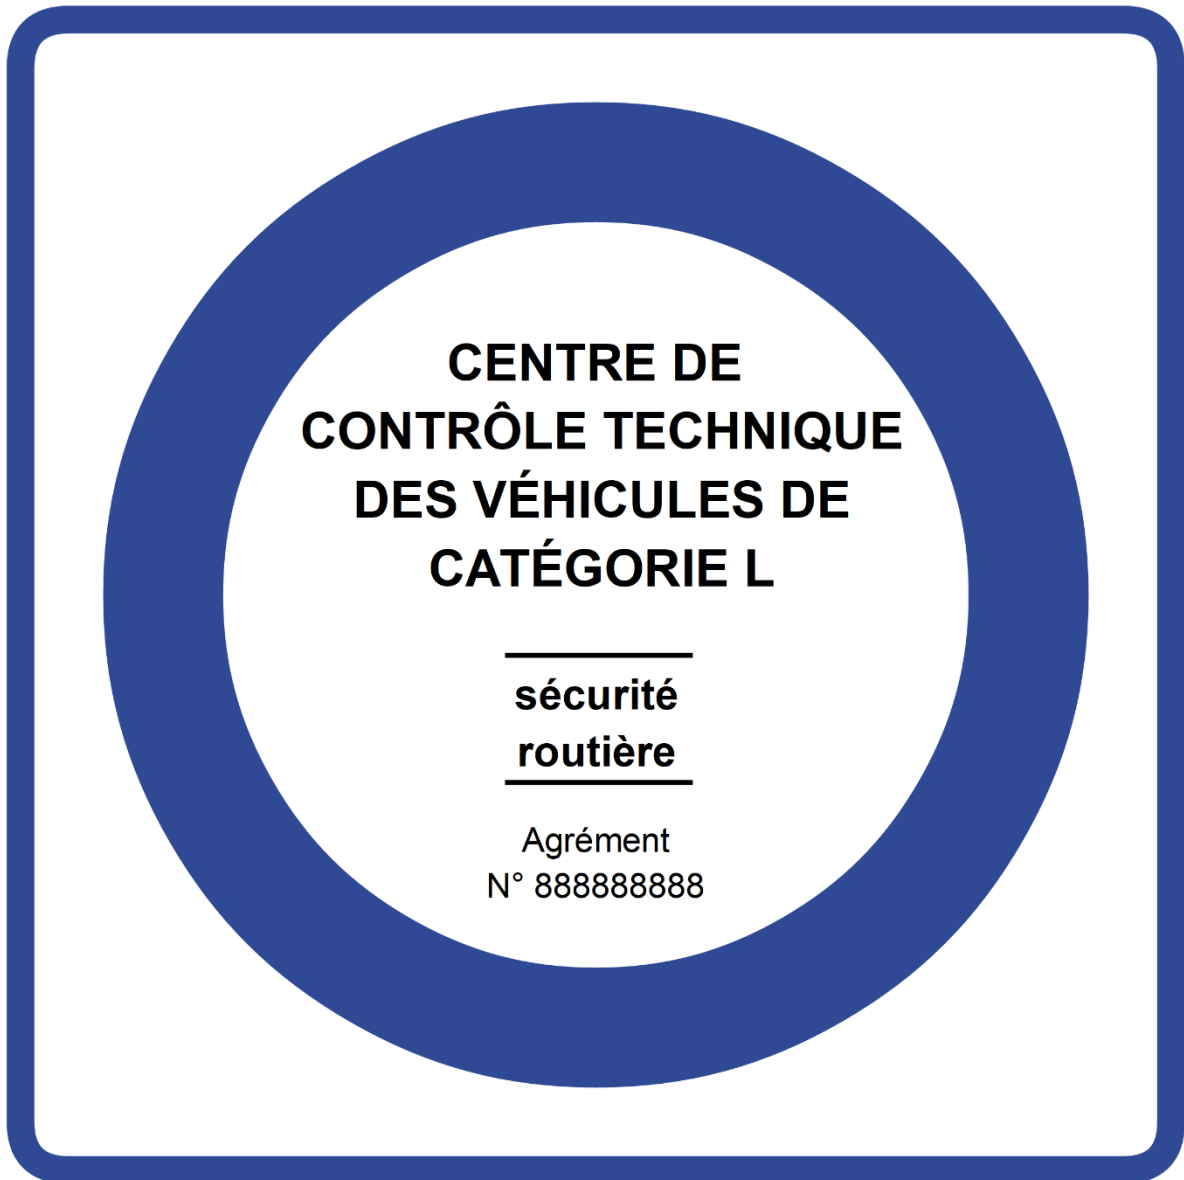 CENTRE DE
CONTRÔLE TECHNIQUE
DES VÉHICULES DE
CATÉGORIE L
sécurité
routière
Agrément
N° 888888888